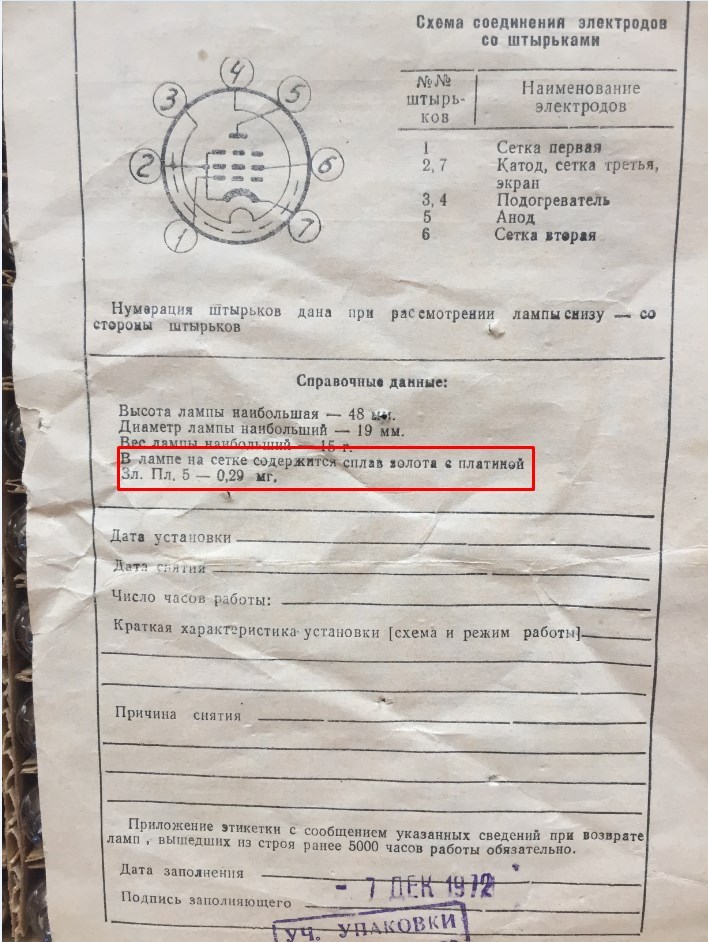 Схема соединения электродов
со штырьками
№№
штырь-
ков
Наименование
электродов
1 Сетка первая
2, 7 Катод, сетка третья,
экран
3, 4 Подогреватель
5 Анод
6 Сетка вторая
4
3
5
2
6
1
7
Нумерация штырьков дана при рассмотрении лампы снизу — со
стороны штырьков
Справочные данные:
Высота лампы наибольшая — 48 мм.
Диаметр лампы наибольший — 19 мм.
Вес лампы наибольший — 15 г.
В лампе на сетке содержится сплав золота с платиной
Зл. Пл. 5 — 0,29 мг.
Дата установки
Дата снятия
Число часов работы:
Краткая характеристика установки [схема и режим работы]
Причина снятия
Приложение этикетки с сообщением указанных сведений при возврате
ламп, вышедших из строя ранее 5000 часов работы обязательно.
Дата заполнения
- 7 ДЕК 1972
Подпись заполняющего
УЧ. УПАКОВКИ